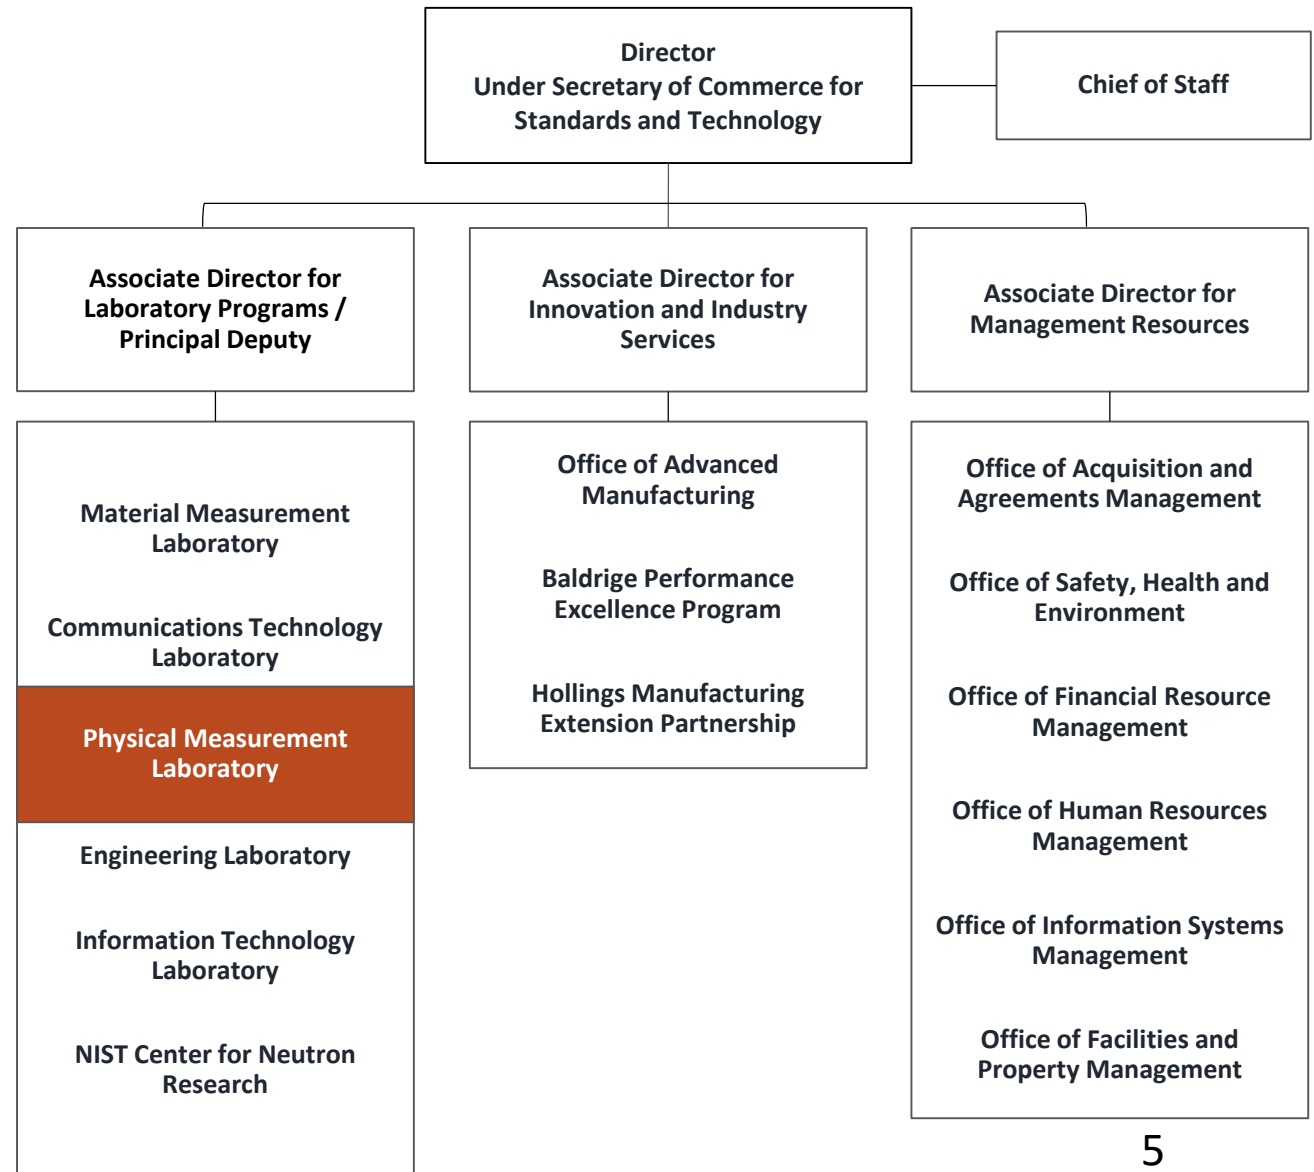 Director
Under Secretary of Commerce for
Standards and Technology
Chief of Staff
Associate Director for
Laboratory Programs /
Principal Deputy
Associate Director for
Innovation and Industry
Services
Associate Director for
Management Resources
Material Measurement
Laboratory
Communications Technology
Laboratory
Physical Measurement
Laboratory
Engineering Laboratory
Information Technology
Laboratory
NIST Center for Neutron
Research
Office of Advanced
Manufacturing
Baldrige Performance
Excellence Program
Hollings Manufacturing
Extension Partnership
Office of Acquisition and
Agreements Management
Office of Safety, Health and
Environment
Office of Financial Resource
Management
Office of Human Resources
Management
Office of Information Systems
Management
Office of Facilities and
Property Management
5